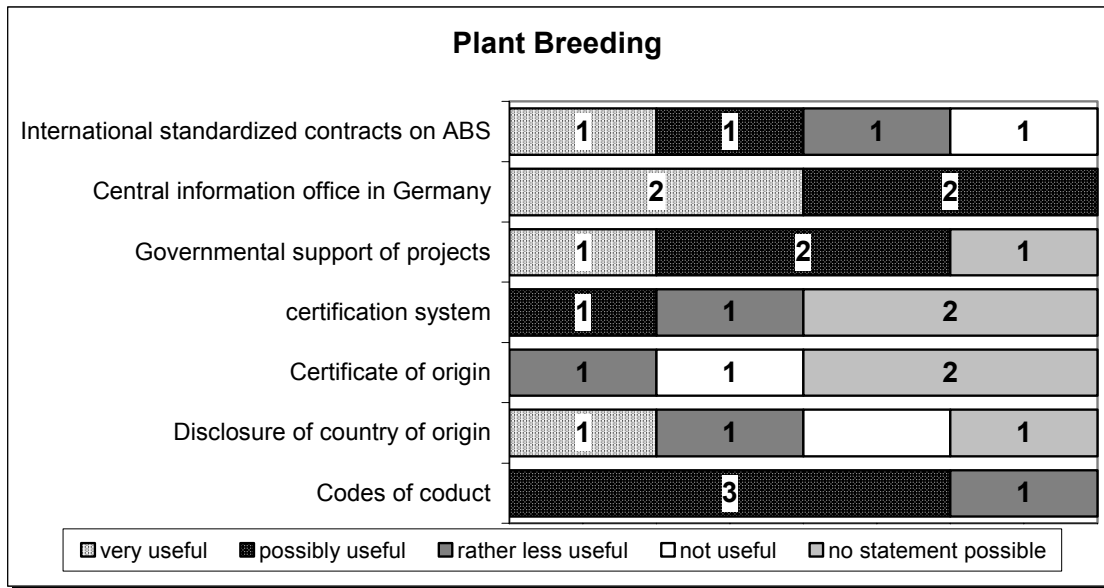 Plant Breeding
International standardized contracts on ABS 1 1 1 1
Central information office in Germany 2 2
Governmental support of projects 1 2 1
certification system 1 1 2
Certificate of origin 1 1 2
Disclosure of country of origin 1 1 1
Codes of coduct 3 1
very useful possibly useful rather less useful not useful no statement possible